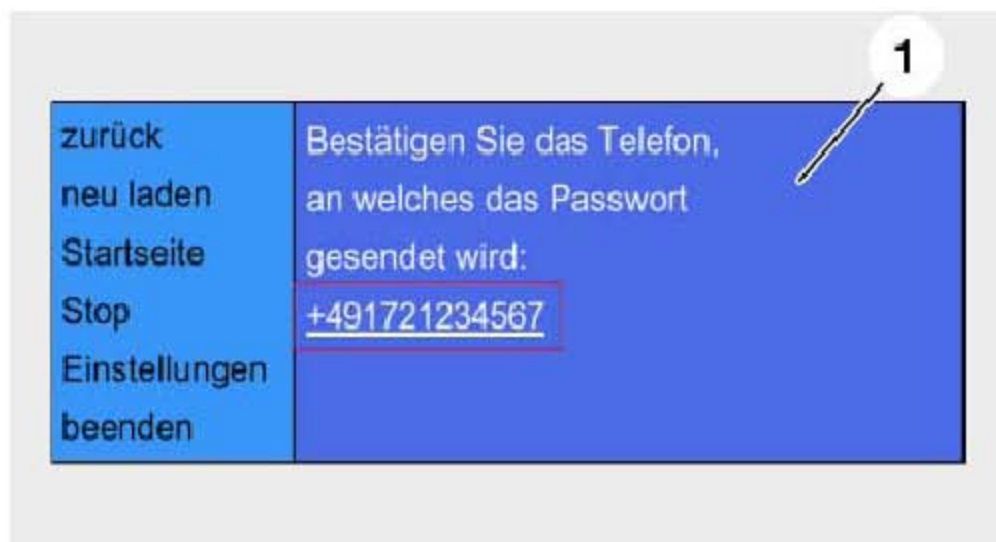 1
zurück
neu laden
Startseite
Stop
Einstellungen
beenden
Bestätigen Sie das Telefon,
an welches das Passwort
gesendet wird:
+491721234567